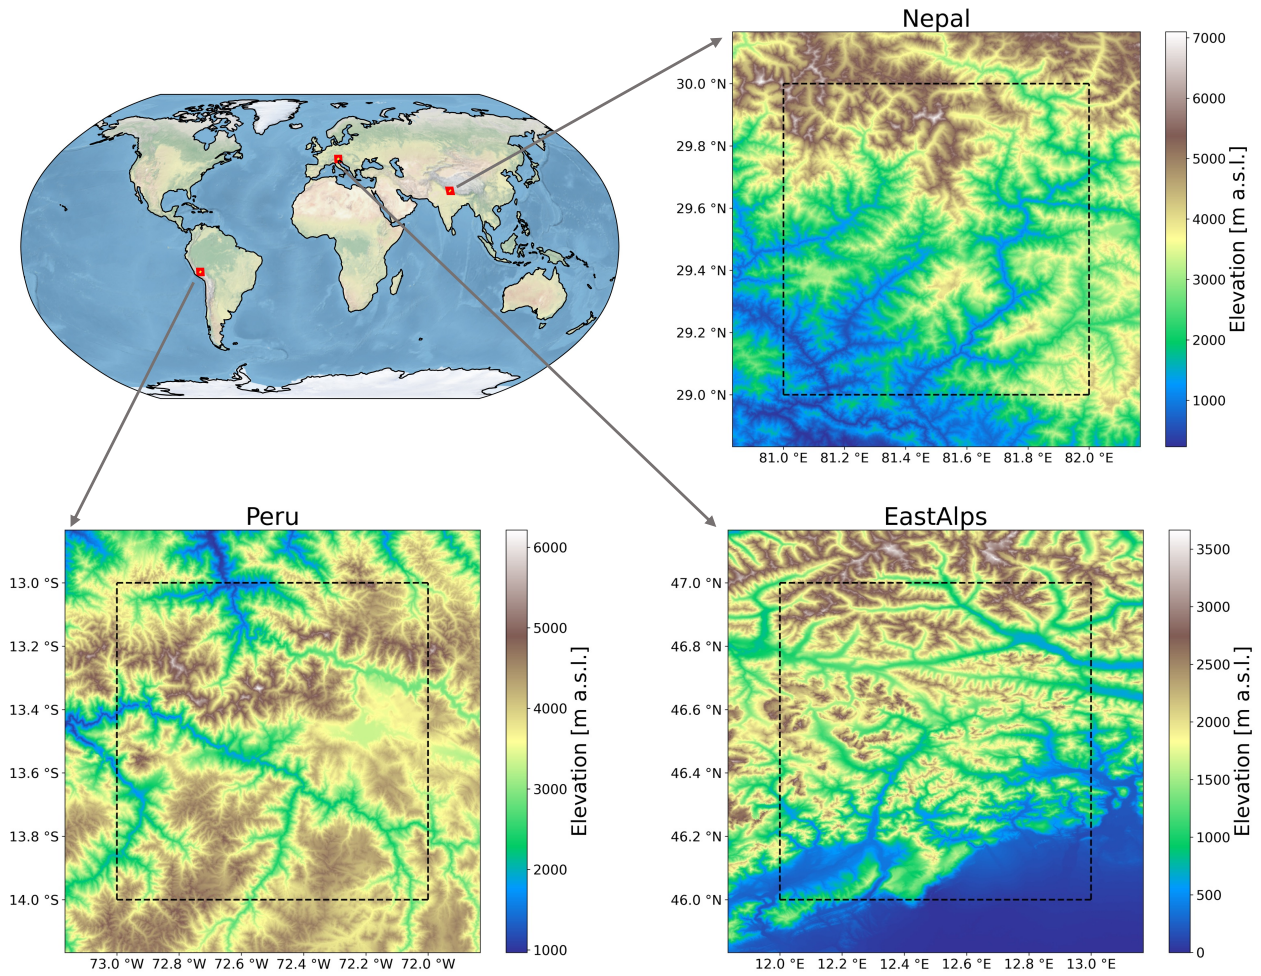 Nepal
30.0 °N
29.8 °N
29.6 °N
29.4 °N
29.2 °N
29.0 °N
81.0 °E 81.2 °E 81.4 °E 81.6 °E 81.8 °E 82.0 °E
7000
6000
5000
4000
3000
2000
1000
Elevation [m a.s.l.]
Peru
13.0 °S
13.2 °S
13.4 °S
13.6 °S
13.8 °S
14.0 °S
73.0 °W 72.8 °W 72.6 °W 72.4 °W 72.2 °W 72.0 °W
6000
5000
4000
3000
2000
1000
Elevation [m a.s.l.]
EastAlps
47.0 °N
46.8 °N
46.6 °N
46.4 °N
46.2 °N
46.0 °N
12.0 °E 12.2 °E 12.4 °E 12.6 °E 12.8 °E 13.0 °E
3500
3000
2500
2000
1500
1000
500
0
Elevation [m a.s.l.]